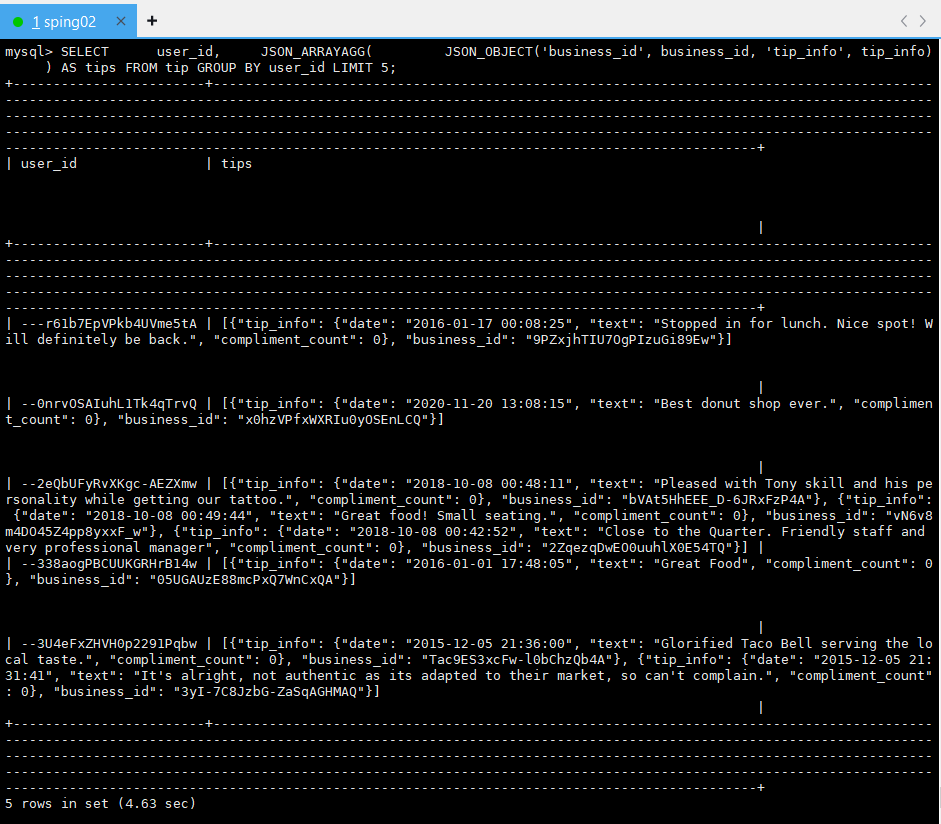 1 sping02 × +
mysql> SELECT      user_id,     JSON_ARRAYAGG(         JSON_OBJECT('business_id', business_id, 'tip_info', tip_info)
     ) AS tips FROM tip GROUP BY user_id LIMIT 5;
| user_id                | tips
|
| ---r61b7EpVPkb4UVme5tA | [{"tip_info": {"date": "2016-01-17 00:08:25", "text": "Stopped in for lunch. Nice spot! W
ill definitely be back.", "compliment_count": 0}, "business_id": "9PZxjhTIU7OgPIzuGi89Ew"}]
|
| --0nrvOSAIuhL1Tk4qTrvQ | [{"tip_info": {"date": "2020-11-20 13:08:15", "text": "Best donut shop ever.", "complimen
t_count": 0}, "business_id": "x0hzVPfxWXRIu0yOSEnLCQ"}]
|
| --2eQbUFyRvXKgc-AEZXmw | [{"tip_info": {"date": "2018-10-08 00:48:11", "text": "Pleased with Tony skill and his pe
rsonality while getting our tattoo.", "compliment_count": 0}, "business_id": "bVAt5HhEEE_D-6JRxFzP4A"}, {"tip_info":
 {"date": "2018-10-08 00:49:44", "text": "Great food! Small seating.", "compliment_count": 0}, "business_id": "vN6v8
m4DO45Z4pp8yxxF_w"}, {"tip_info": {"date": "2018-10-08 00:42:52", "text": "Close to the Quarter. Friendly staff and 
very professional manager", "compliment_count": 0}, "business_id": "2ZqezqDwEO0uuhlX0E54TQ"}] |
| --338aogPBCUUKGRHrB14w | [{"tip_info": {"date": "2016-01-01 17:48:05", "text": "Great Food", "compliment_count": 0
}, "business_id": "05UGAUzE88mcPxQ7WnCxQA"}]
|
| --3U4eFxZHVH0p2291Pqbw | [{"tip_info": {"date": "2015-12-05 21:36:00", "text": "Glorified Taco Bell serving the lo
cal taste.", "compliment_count": 0}, "business_id": "Tac9ES3xcFw-l0bChzQb4A"}, {"tip_info": {"date": "2015-12-05 21:
31:41", "text": "It's alright, not authentic as its adapted to their market, so can't complain.", "compliment_count"
: 0}, "business_id": "3yI-7C8JzbG-ZaSqAGHMAQ"}]
|
5 rows in set (4.63 sec)